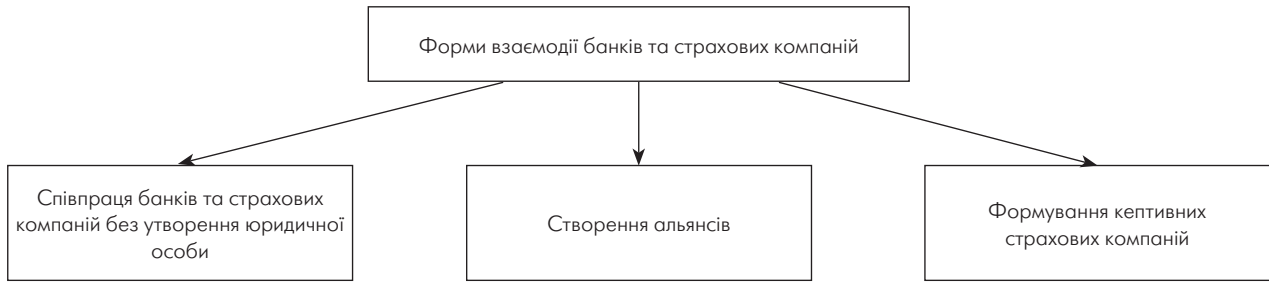 Форми взаємодії банків та страхових компаній
Співпраця банків та страхових
компаній без утворення юридичної
особи
Створення альянсів
Формування кептивних
страхових компаній